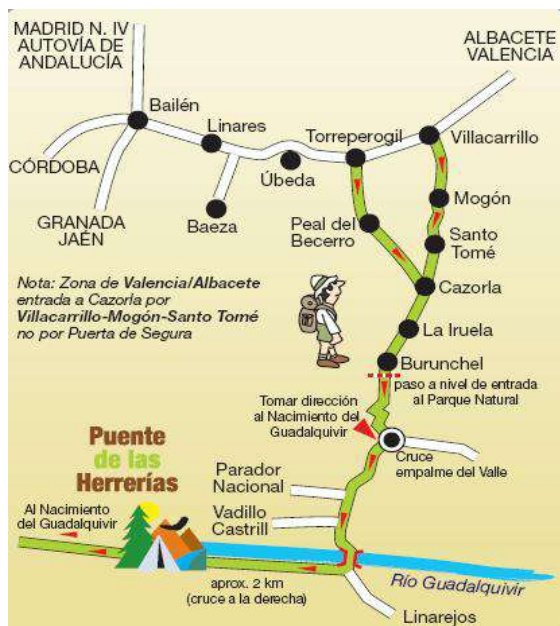 MADRID N. IV
AUTOVÍA DE
ANDALUCÍA
ALBACETE
VALENCIA
Bailén
Linares
Torreperogil
Villacarrillo
CÓRDOBA
Úbeda
GRANADA
JAÉN
Baeza
Peal del
Becerro
Mogón
Santo
Tomé
Nota: Zona de Valencia/Albacete
entrada a Cazorla por
Villacarrillo-Mogón-Santo Tomé
no por Puerta de Segura
Cazorla
La Iruela
Burunchel
paso a nivel de entrada
al Parque Natural
Tomar dirección
al Nacimiento del
Guadalquivir
Cruce
empalme del Valle
Puente
de las
Herrerías
Parador
Nacional
Vadillo
Castrill
Al Nacimiento
del Guadalquivir
aprox. 2 km
(cruce a la derecha)
Río Guadalquivir
Linarejos